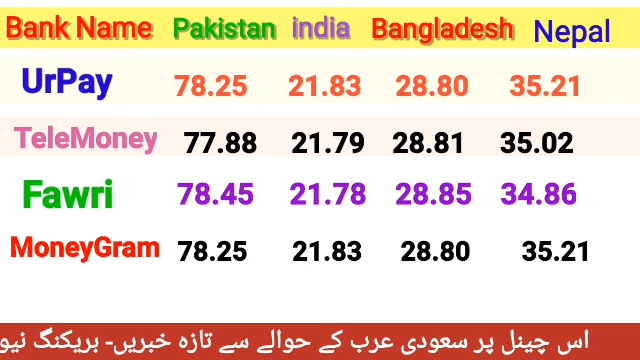 Bank Name Pakistan india Bangladesh Nepal
UrPay 78.25 21.83 28.80 35.21
TeleMoney 77.88 21.79 28.81 35.02
Fawri 78.45 21.78 28.85 34.86
MoneyGram 78.25 21.83 28.80 35.21
اس چینل پر سعودی عرب کے حوالے سے تازہ خبریں- بریکنگ نیو